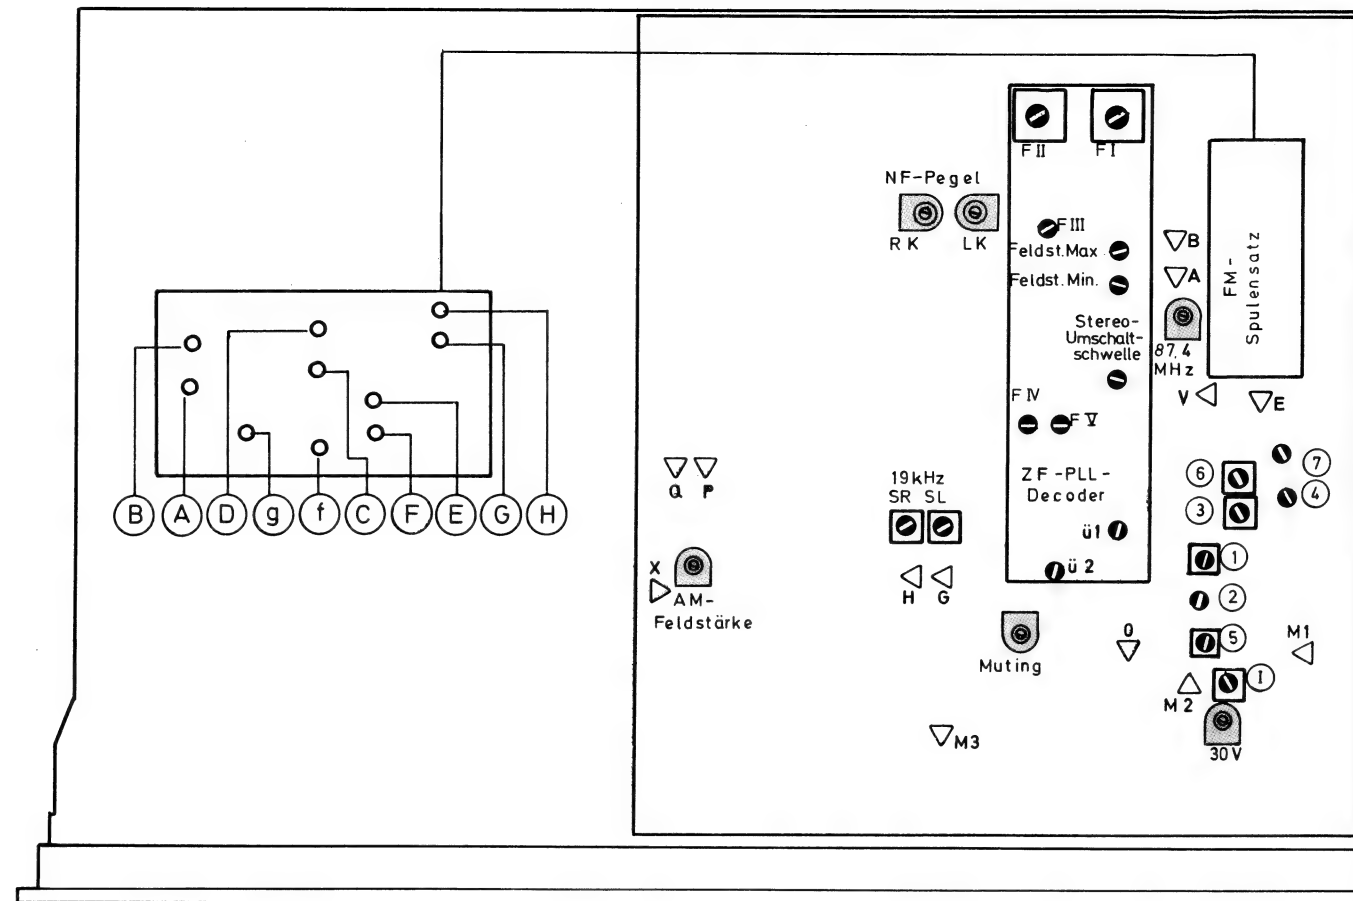 F II
F I
NF-Pegel
RK
LK
F III
Feldst.Max
Feldst.Min.
B
A
FM-
Spulensatz
Stereo-
Umschalt-
schwelle
87,4
MHz
V
E
F IV
F V
Q
P
19kHz
SR SL
ZF-PLL-
Decoder
6
7
4
3
ü1
ü2
1
2
5
I
B
A
D
g
f
C
F
E
G
H
X
AM-
Feldstärke
H
G
Muting
O
M1
M2
30V
M3